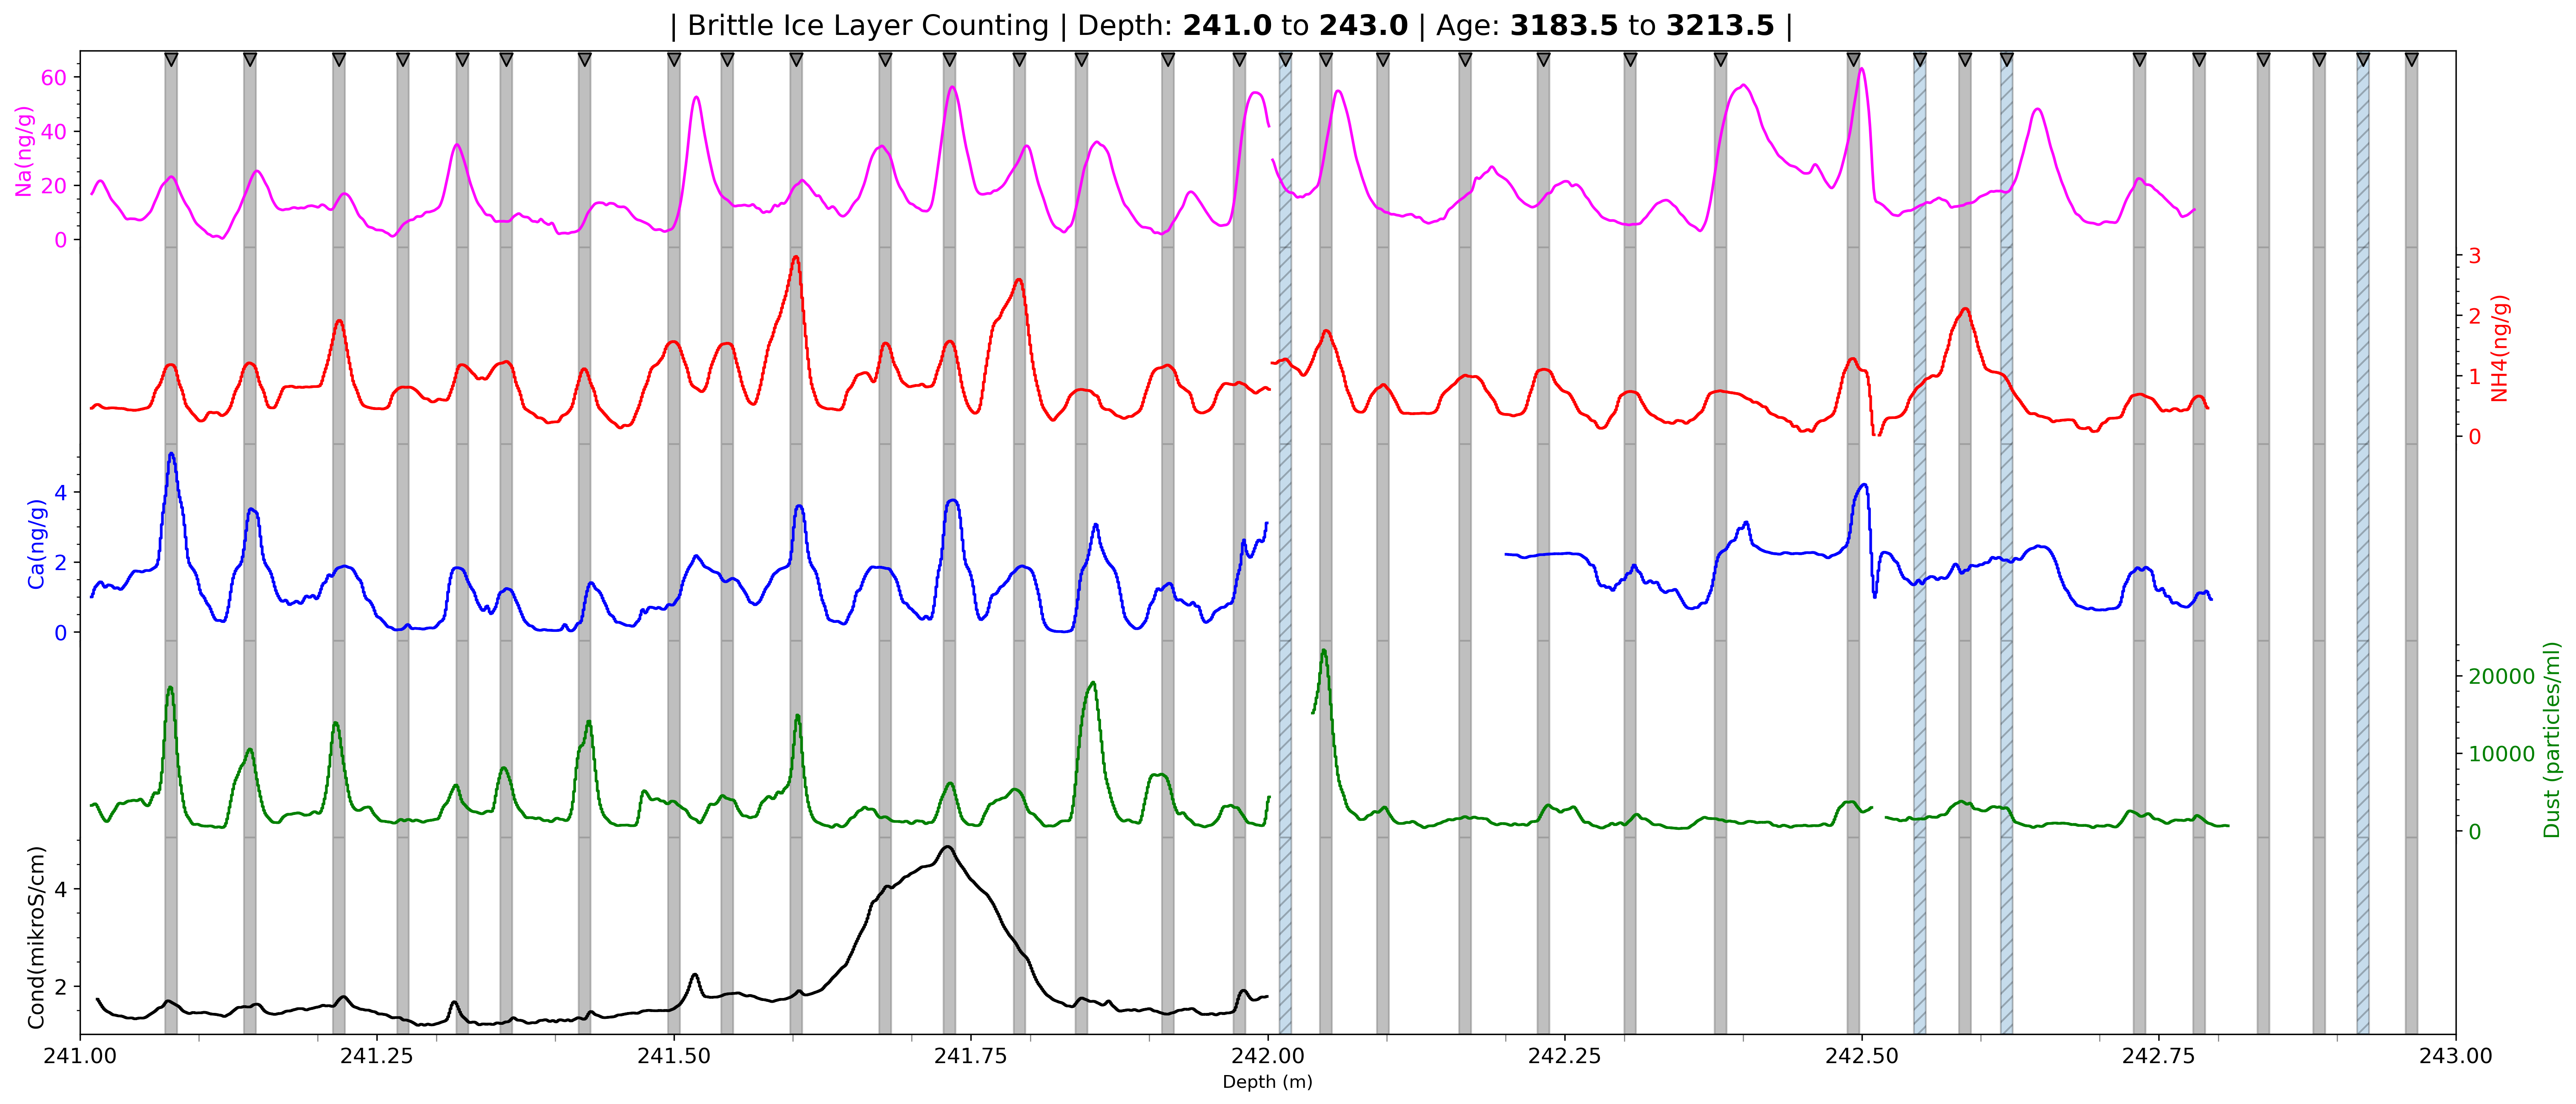 | Brittle Ice Layer Counting | Depth: 241.0 to 243.0 | Age: 3183.5 to 3213.5 |
Na(ng/g)
60
40
20
0
3
2
1
0
NH4(ng/g)
Ca(ng/g)
4
2
0
20000
10000
0
Dust (particles/ml)
Cond(mikroS/cm)
4
2
241.00 241.25 241.50 241.75 242.00 242.25 242.50 242.75 243.00
Depth (m)